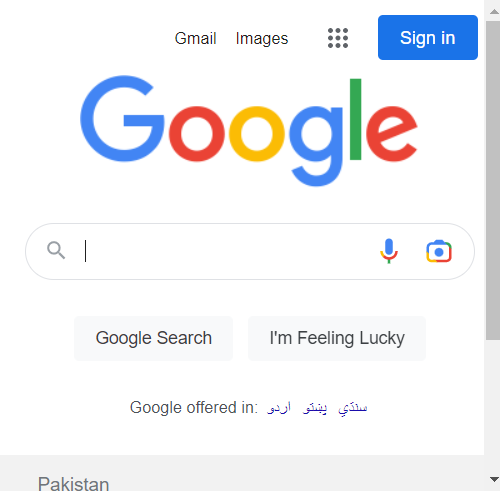 Gmail Images Sign in
Google
Google Search I'm Feeling Lucky
Google offered in: اردو پښتو سنڌي
Pakistan